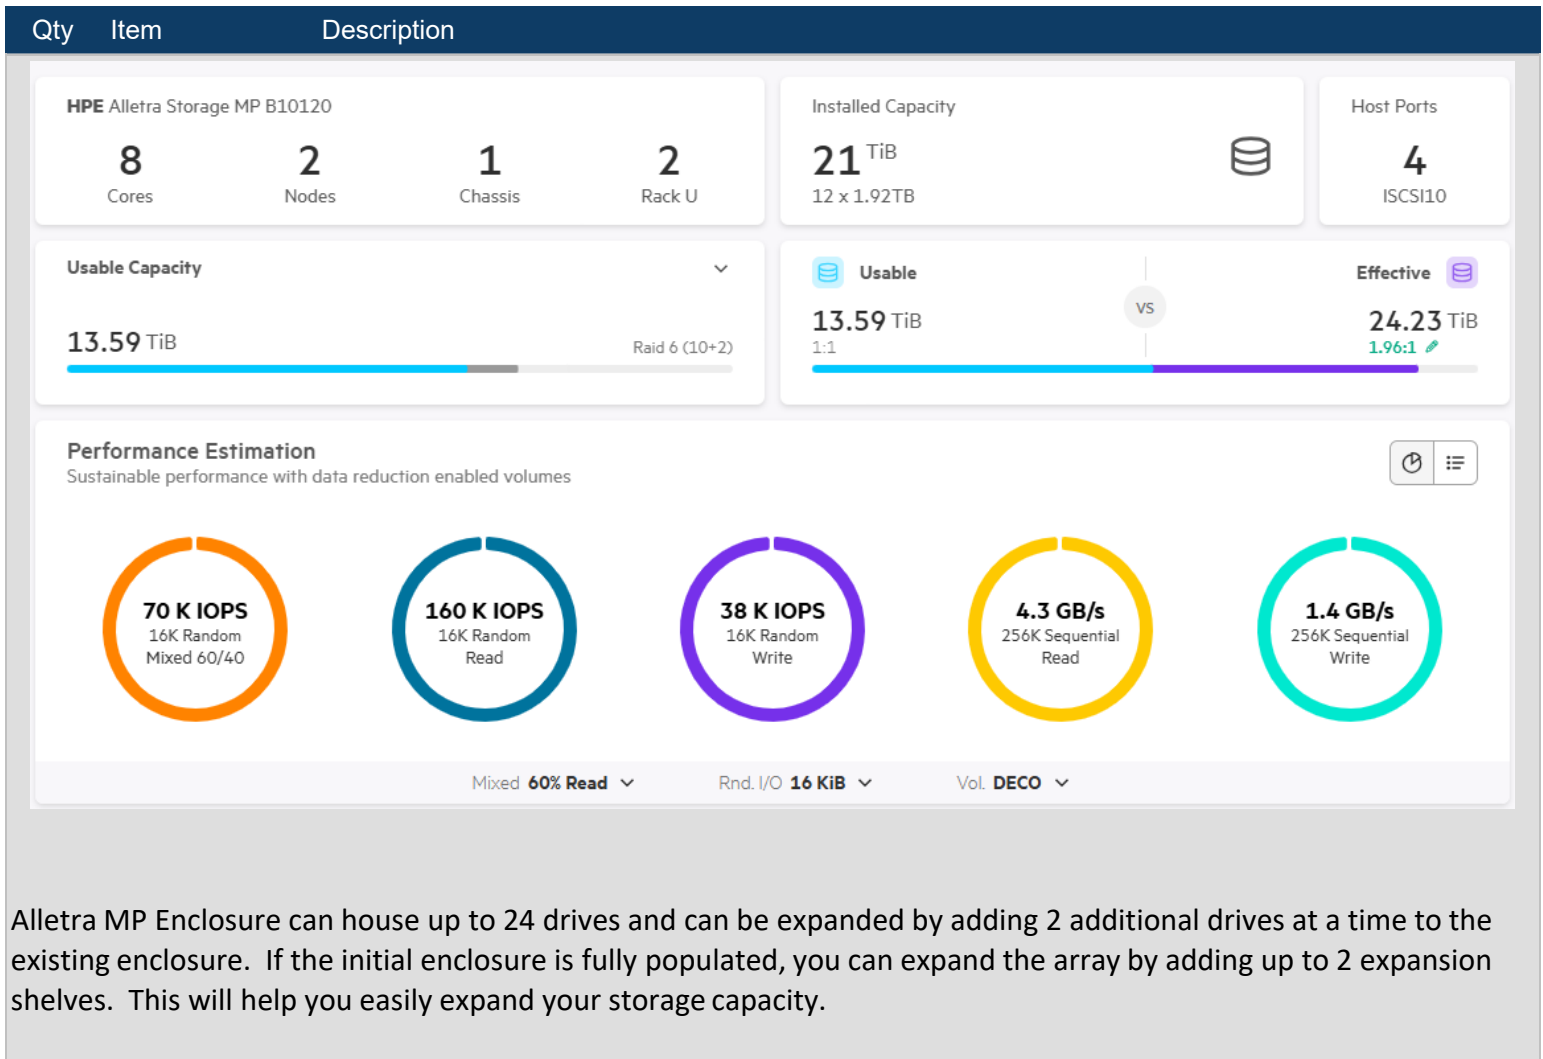 Qty Item Description
HPE Alletra Storage MP B10120
8 2 1 2
Cores Nodes Chassis Rack U
Installed Capacity
21 TiB
12 x 1.92TB
Host Ports
4
ISCSI10
Usable Capacity
13.59 TiB
Raid 6 (10+2)
Usable
13.59 TiB
1:1
VS
Effective
24.23 TiB
1.96:1
Performance Estimation
Sustainable performance with data reduction enabled volumes
70 K IOPS
16K Random
Mixed 60/40
160 K IOPS
16K Random
Read
38 K IOPS
16K Random
Write
4.3 GB/s
256K Sequential
Read
1.4 GB/s
256K Sequential
Write
Mixed 60% Read Rnd. I/O 16 KiB Vol. DECO
Alletra MP Enclosure can house up to 24 drives and can be expanded by adding 2 additional drives at a time to the
existing enclosure. If the initial enclosure is fully populated, you can expand the array by adding up to 2 expansion
shelves. This will help you easily expand your storage capacity.